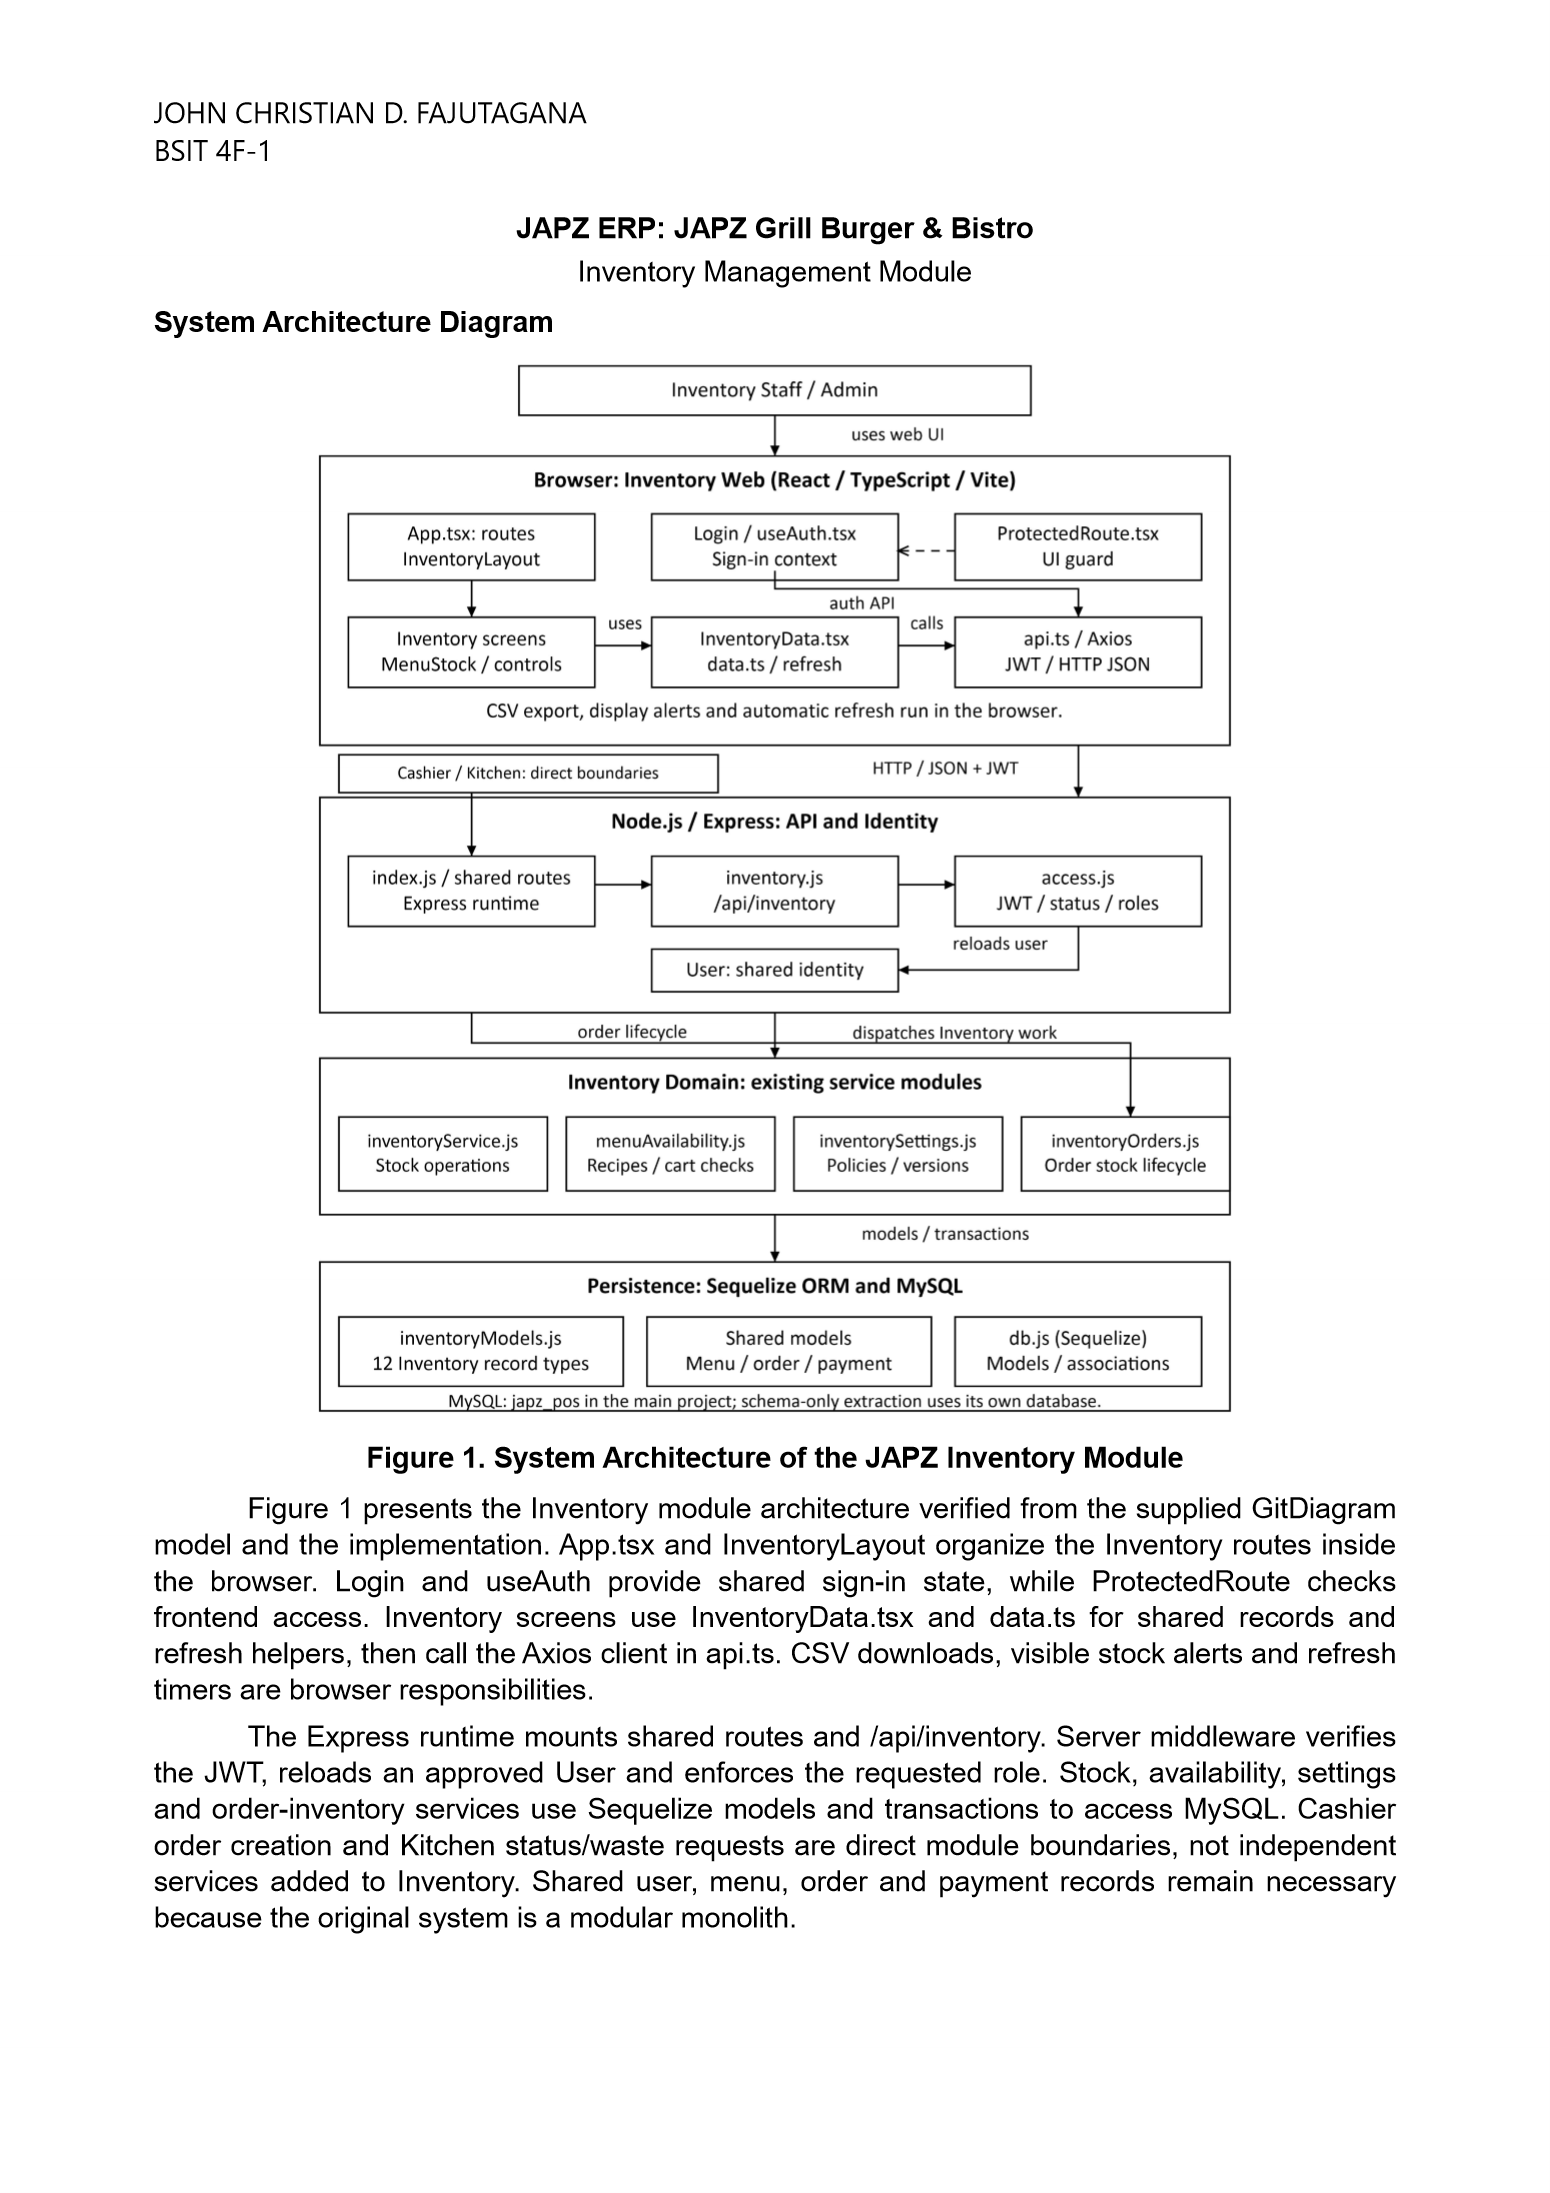 JOHN CHRISTIAN D. FAJUTAGANA
BSIT 4F-1
JAPZ ERP: JAPZ Grill Burger & Bistro
Inventory Management Module
System Architecture Diagram
Inventory Staff / Admin
uses web UI
Browser: Inventory Web (React / TypeScript / Vite)
App.tsx: routes
InventoryLayout
Login / useAuth.tsx
Sign-in context
ProtectedRoute.tsx
UI guard
auth API
Inventory screens
MenuStock / controls
uses
InventoryData.tsx
data.ts / refresh
calls
api.ts / Axios
JWT / HTTP JSON
CSV export, display alerts and automatic refresh run in the browser.
Cashier / Kitchen: direct boundaries
HTTP / JSON + JWT
Node.js / Express: API and Identity
index.js / shared routes
Express runtime
inventory.js
/api/inventory
access.js
JWT / status / roles
reloads user
User: shared identity
order lifecycle
dispatches Inventory work
Inventory Domain: existing service modules
inventoryService.js
Stock operations
menuAvailability.js
Recipes / cart checks
inventorySettings.js
Policies / versions
inventoryOrders.js
Order stock lifecycle
models / transactions
Persistence: Sequelize ORM and MySQL
inventoryModels.js
12 Inventory record types
Shared models
Menu / order / payment
db.js (Sequelize)
Models / associations
MySQL: japz_pos in the main project; schema-only extraction uses its own database.
Figure 1. System Architecture of the JAPZ Inventory Module
Figure 1 presents the Inventory module architecture verified from the supplied GitDiagram
model and the implementation. App.tsx and InventoryLayout organize the Inventory routes inside
the browser. Login and useAuth provide shared sign-in state, while ProtectedRoute checks
frontend access. Inventory screens use InventoryData.tsx and data.ts for shared records and
refresh helpers, then call the Axios client in api.ts. CSV downloads, visible stock alerts and refresh
timers are browser responsibilities.
The Express runtime mounts shared routes and /api/inventory. Server middleware verifies
the JWT, reloads an approved User and enforces the requested role. Stock, availability, settings
and order-inventory services use Sequelize models and transactions to access MySQL. Cashier
order creation and Kitchen status/waste requests are direct module boundaries, not independent
services added to Inventory. Shared user, menu, order and payment records remain necessary
because the original system is a modular monolith.